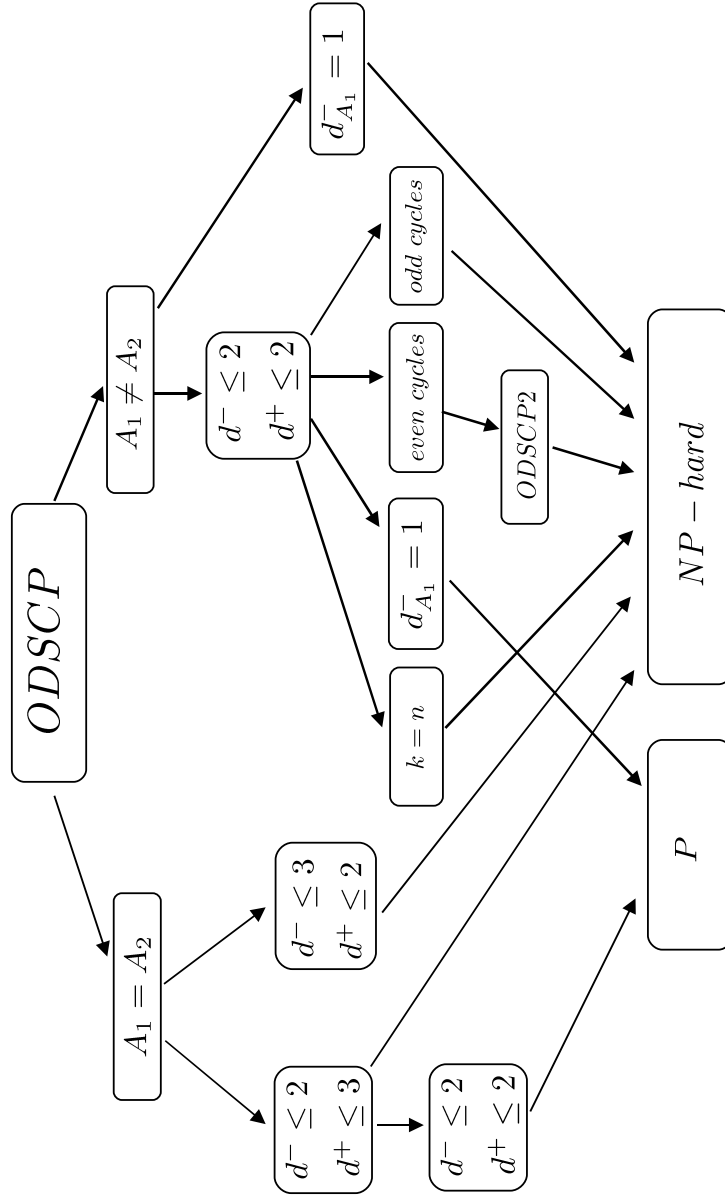 ODSCP
A₁ = A₂
A₁ ≠ A₂
d⁻ ≤ 2
d⁺ ≤ 3
d⁻ ≤ 3
d⁺ ≤ 2
d⁻ ≤ 2
d⁺ ≤ 2
d⁻_{A₁} = 1
d⁻ ≤ 2
d⁺ ≤ 2
k = n
d⁻_{A₁} = 1
even cycles
odd cycles
ODSCP2
P
NP − hard